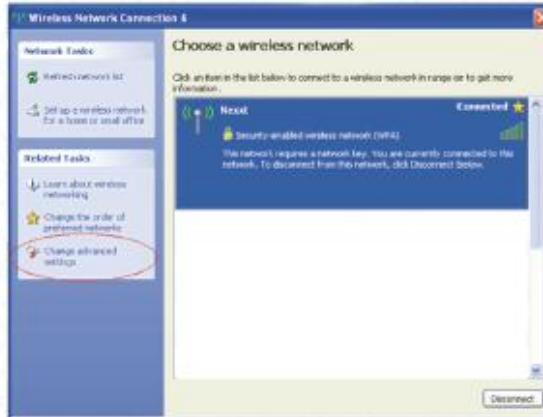 Wireless Network Connection 6
Network Tasks
Refresh network list
Set up a wireless network
for a home or small office
Related Tasks
Learn about wireless
networking
Change the order of
preferred networks
Change advanced
settings
Choose a wireless network
Click an item in the list below to connect to a wireless network in range or to get more
information.
Nexxt
Connected
Security-enabled wireless network (WPA)
This network requires a network key. You are currently connected to this
network. To disconnect from this network, click Disconnect below.
Disconnect